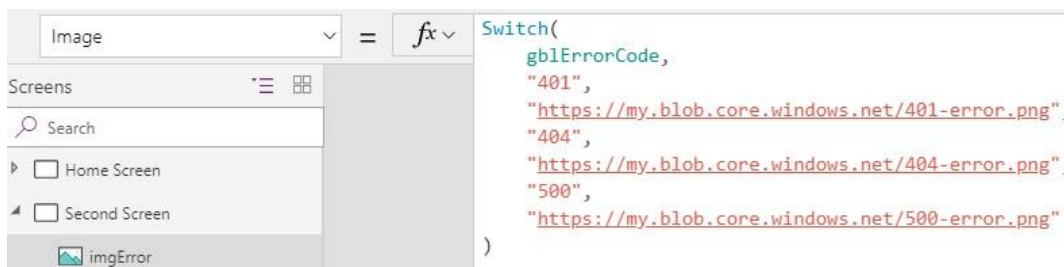 Image
=
fx
Switch(
gblErrorCode,
"401",
"https://my.blob.core.windows.net/401-error.png",
"404",
"https://my.blob.core.windows.net/404-error.png",
"500",
"https://my.blob.core.windows.net/500-error.png"
)
Screens
Search
Home Screen
Second Screen
imgError